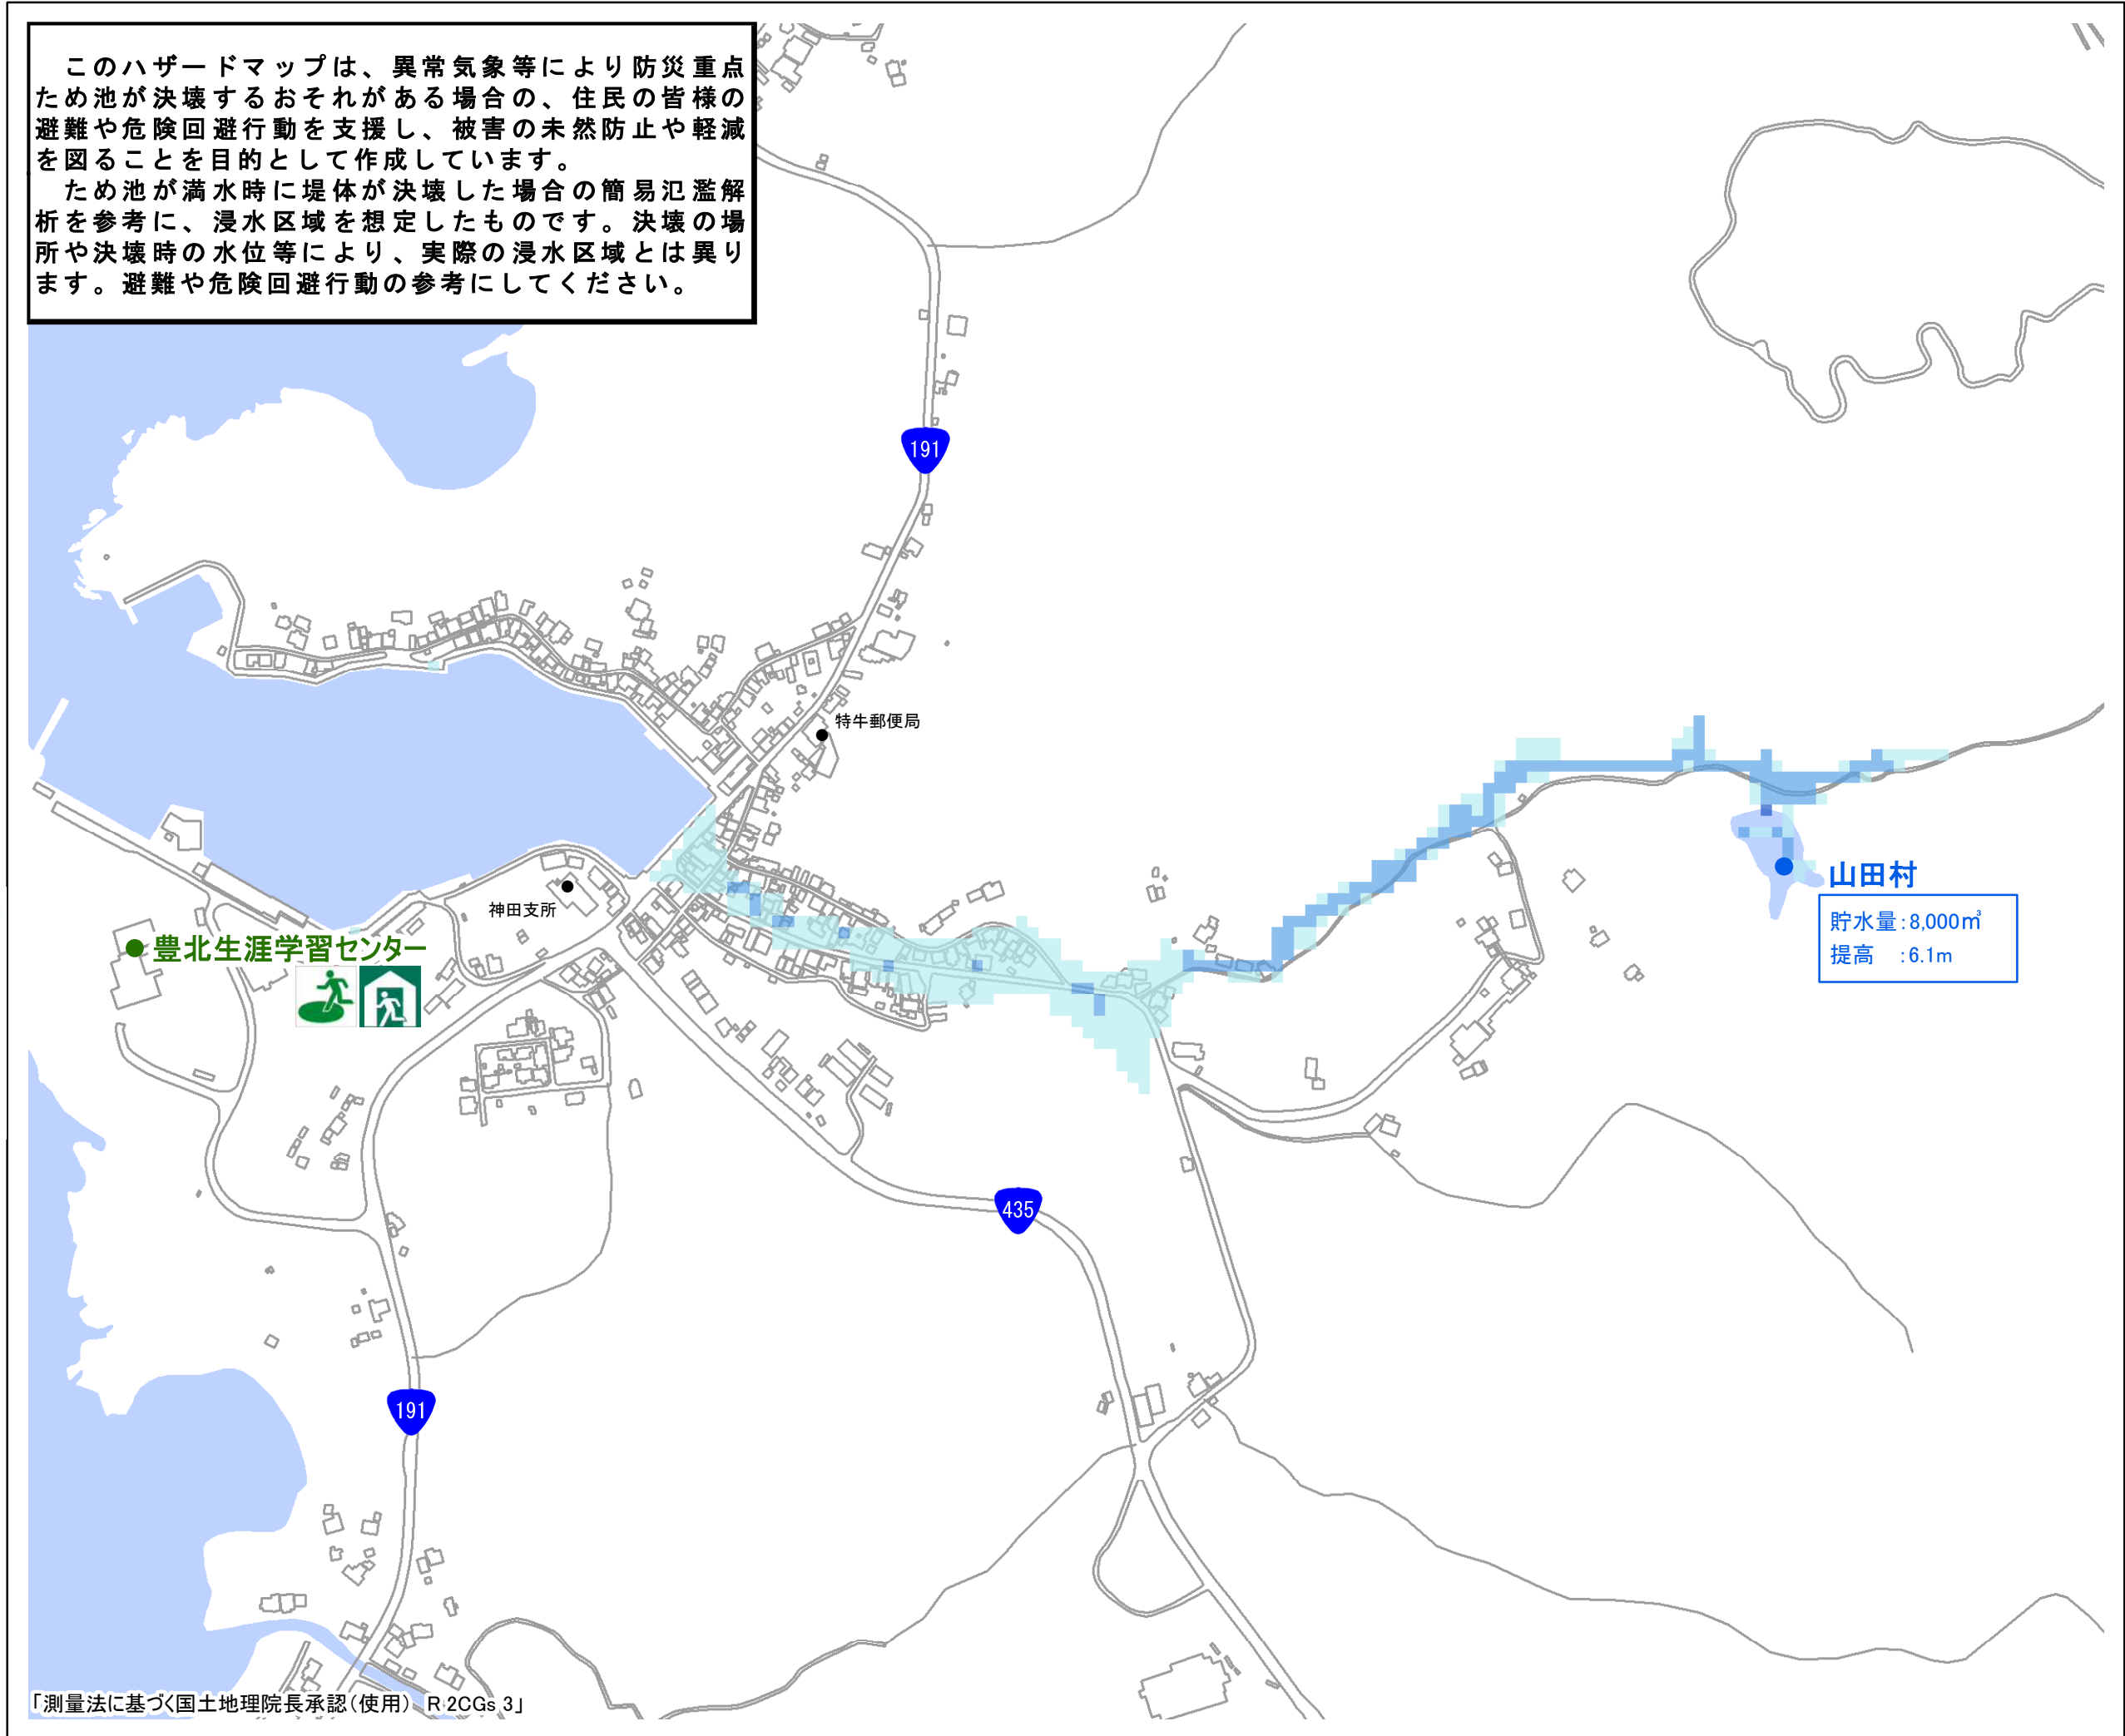 このハザードマップは、異常気象等により防災重点
ため池が決壊するおそれがある場合の、住民の皆様の
避難や危険回避行動を支援し、被害の未然防止や軽減
を図ることを目的として作成しています。
ため池が満水時に堤体が決壊した場合の簡易氾濫解
析を参考に、浸水区域を想定したものです。決壊の場
所や決壊時の水位等により、実際の浸水区域とは異り
ます。避難や危険回避行動の参考にしてください。
191
特牛郵便局
山田村
貯水量:8,000㎥
提高　:6.1m
神田支所
豊北生涯学習センター
435
191
「測量法に基づく国土地理院長承認(使用)　R 2CGs 3」